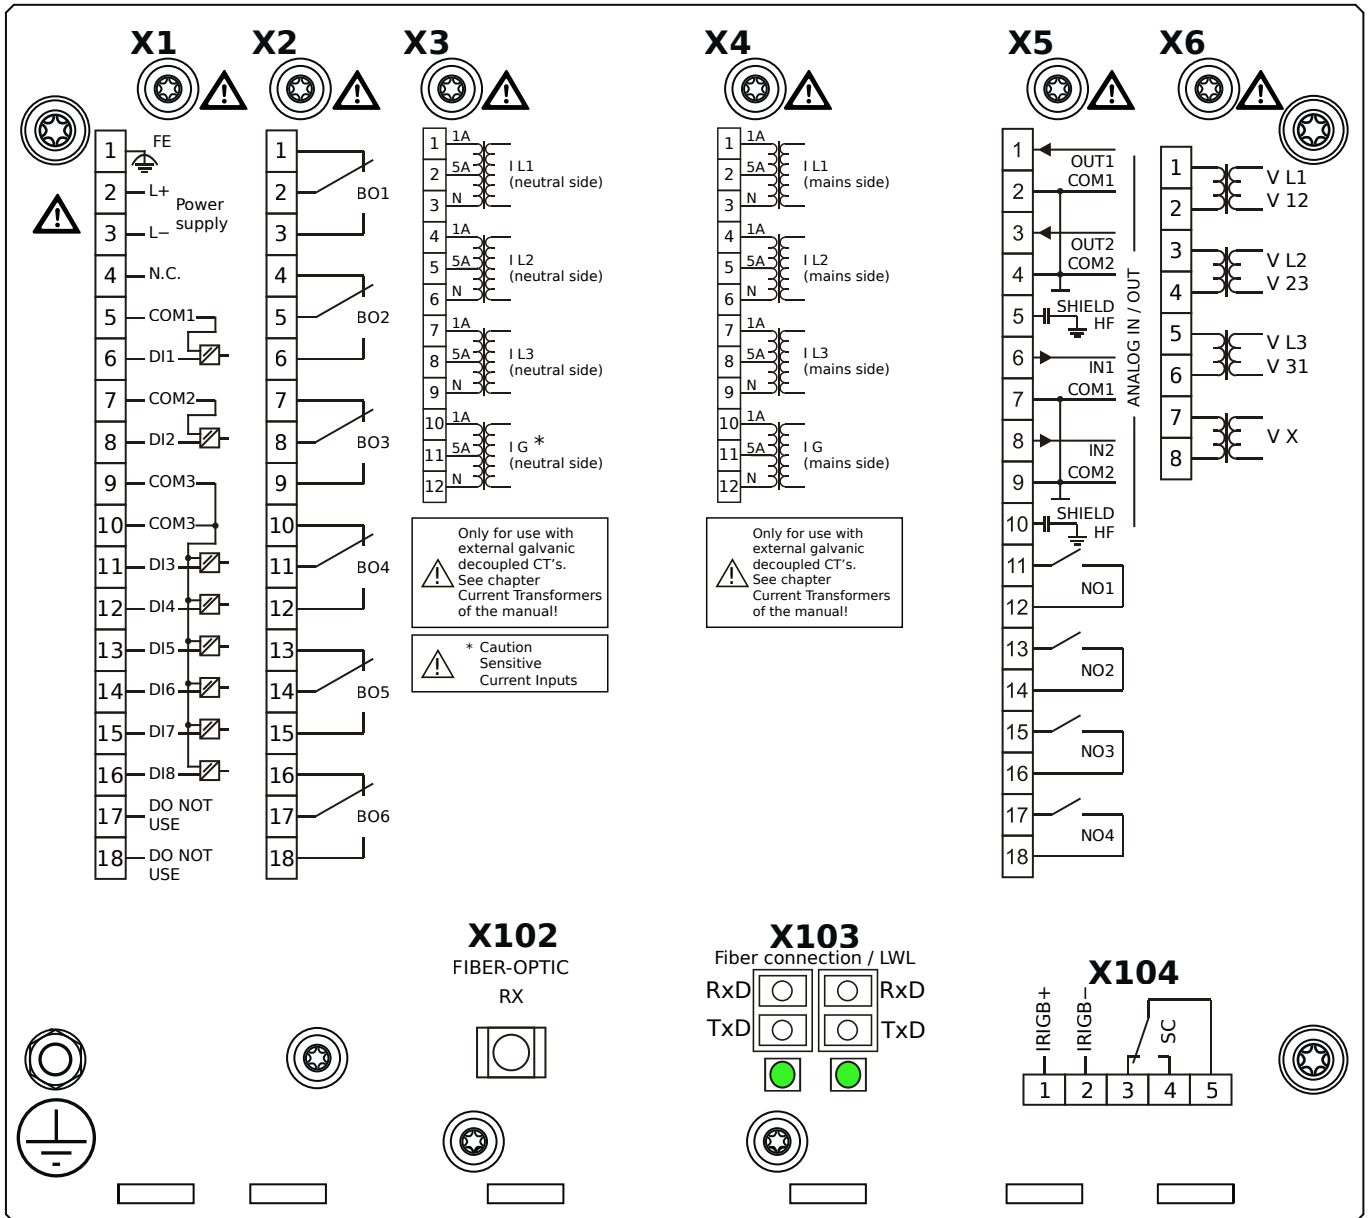 X1
X2
X3
X4
X5
X6
1
FE
2
L+
Power
supply
3
L−
4
N.C.
5
COM1
6
DI1
7
COM2
8
DI2
9
COM3
10
COM3
11
DI3
12
DI4
13
DI5
14
DI6
15
DI7
16
DI8
17
DO NOT
USE
18
DO NOT
USE
1
2
BO1
3
4
5
BO2
6
7
8
BO3
9
10
11
BO4
12
13
14
BO5
15
16
17
BO6
18
1
1A
2
5A
I L1
(neutral side)
3
N
4
1A
5
5A
I L2
(neutral side)
6
N
7
1A
8
5A
I L3
(neutral side)
9
N
10
1A
11
5A
I G *
(neutral side)
12
N
Only for use with
external galvanic
decoupled CT's.
See chapter
Current Transformers
of the manual!
* Caution
Sensitive
Current Inputs
1
1A
2
5A
I L1
(mains side)
3
N
4
1A
5
5A
I L2
(mains side)
6
N
7
1A
8
5A
I L3
(mains side)
9
N
10
1A
11
5A
I G
(mains side)
12
N
Only for use with
external galvanic
decoupled CT's.
See chapter
Current Transformers
of the manual!
1
OUT1
2
COM1
3
OUT2
4
COM2
5
SHIELD
HF
6
IN1
7
COM1
8
IN2
9
COM2
10
SHIELD
HF
ANALOG IN / OUT
11
NO1
12
13
NO2
14
15
NO3
16
17
NO4
18
1
V L1
2
V 12
3
V L2
4
V 23
5
V L3
6
V 31
7
V X
8
X102
FIBER-OPTIC
RX
X103
Fiber connection / LWL
RxD
RxD
TxD
TxD
X104
IRIGB+
IRIGB−
SC
1 2 3 4 5